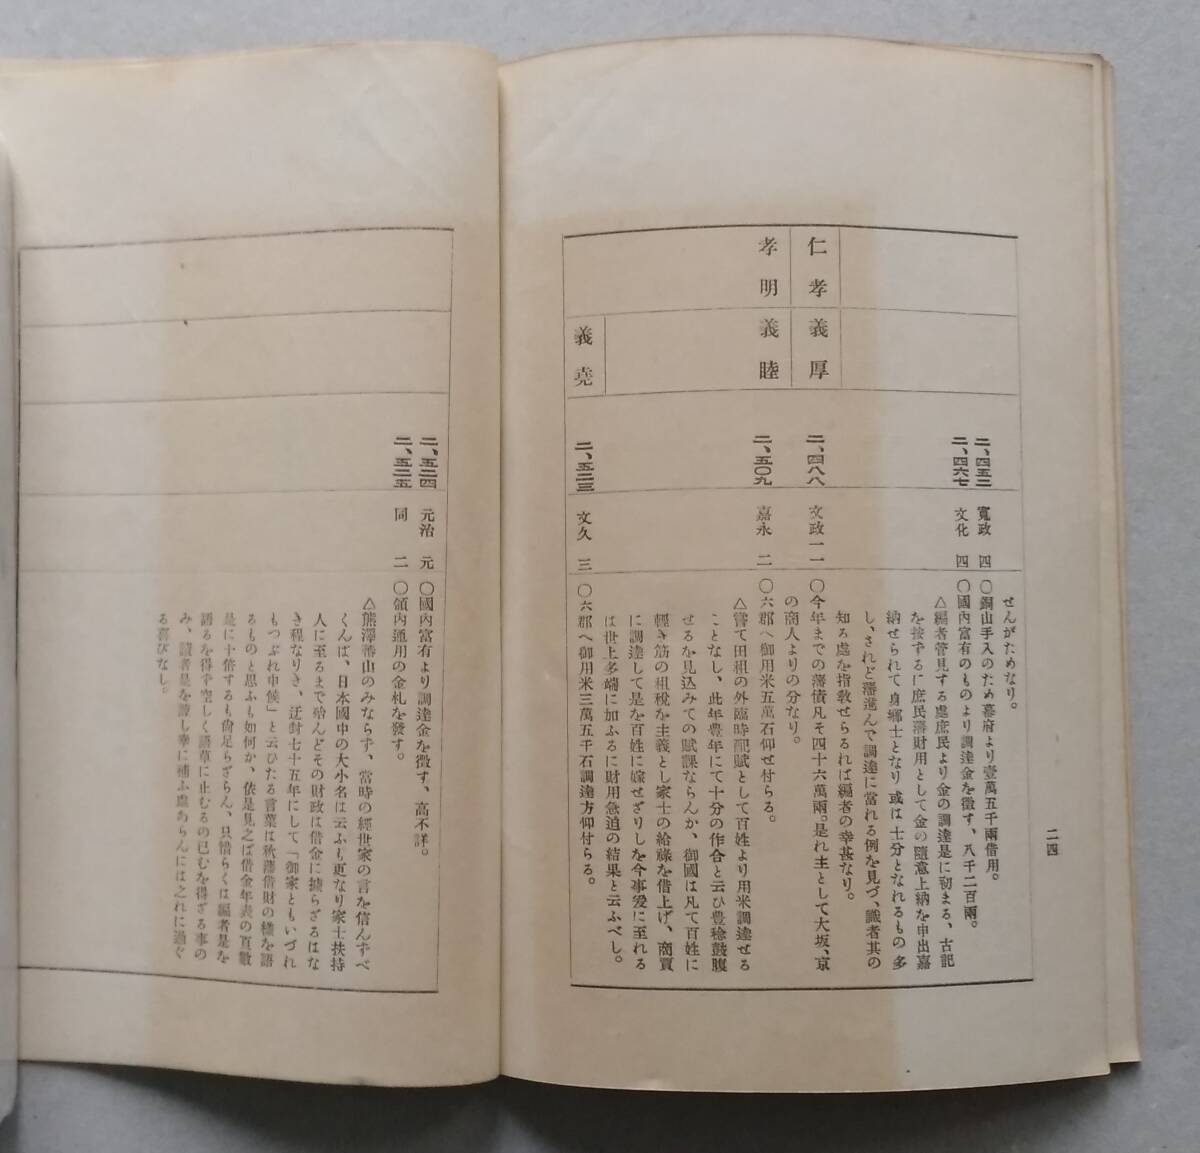 二四
せんがためなり。
二、四五二 寬政 四 〇銅山手入のため幕府より壹萬五千兩借用。
二、四六七 文化 四 〇國內富有のものより調達金を徵す、八千二百兩。
△編者管見する處庶民より金の調達是に初まる、古記
を按ずるに庶民藩財用として金の隨意上納を申出嘉
納せられて身鄕士となり或は士分となれるもの多
し、されど藩進んで調達に當れる例を見づ、識者其の
知る處を指敎せらるれば編者の幸甚なり。
仁孝 義厚 二、四八八 文政一一 〇今年までの藩債凡そ四十六萬兩。是れ主として大坂、京
の商人よりの分なり。
孝明 義睦 二、五〇九 嘉永 二 〇六郡へ御用米五萬石仰せ付らる。
△嘗て田租の外臨時配賦として百姓より用米調達せる
ことなし、此年豊年にて十分の作合と云ひ豊稔鼓腹
せるを見込みての賦課ならんか、御國は凡て百姓に
輕き筋の租稅を主義とし家士の給祿を借上げ、商賈
に調達して是を百姓に嫁せざりしを今事爰に至れる
は世上多端に加ふるに財用急迫の結果と云ふべし。
義堯 二、五二三 文久 三 〇六郡へ御用米三萬五千石調達方仰付らる。
二、五二四 元治 元 〇國內富有より調達金を徵す、高不詳。
二、五二五 同 二 〇領內通用の金札を發す。
△熊澤蕃山のみならず、當時の經世家の言を信んずべ
くんば、日本國中の大小名は云ふも更なり家士扶持
人に至るまで殆んどその財政は借金に據らざるはな
き程なりき、迂封七十五年にして「御家ともいづれ
もつぶれ申候」と云ひたる言葉は秋藩借財の樣を語
るものと思ふも如何か、依是見之ば借金年表の頁數
是に十倍するも尙足らざらん、只惜らくは編者是を
語るを得ず空しく語草に止むるの已むを得ざる事の
み、讀者是を諒し幸に補ふ處あらんには之れに過ぐ
る喜びなし。